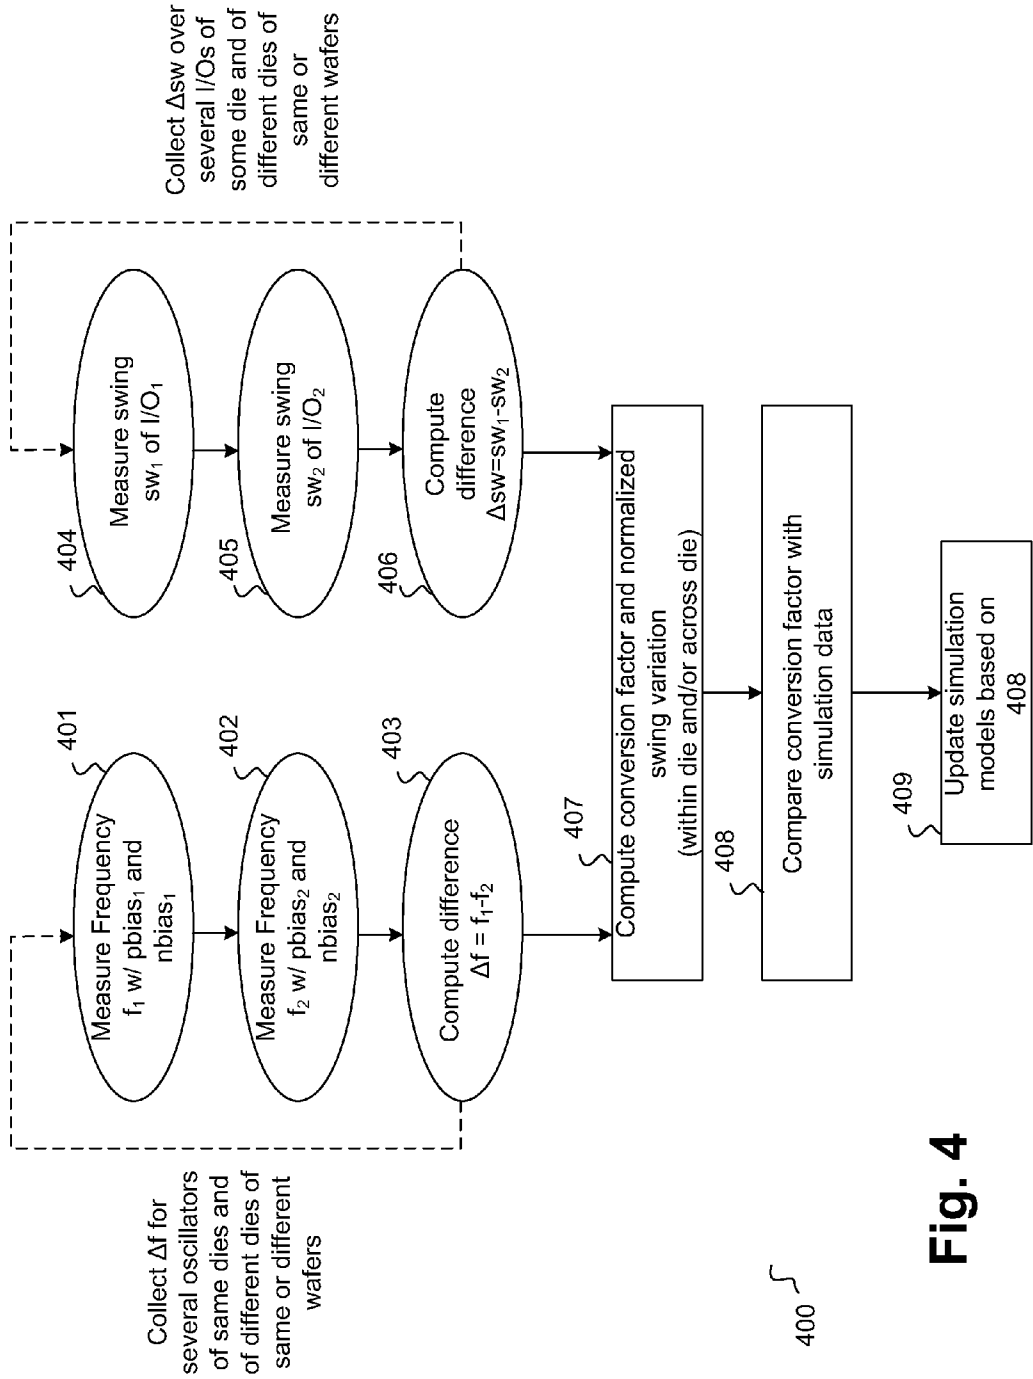 Collect Δf for
several oscillators
of same dies and
of different dies of
same or different
wafers
401
Measure Frequency
f₁ w/ pbias₁ and
nbias₁
402
Measure Frequency
f₂ w/ pbias₂ and
nbias₂
403
Compute difference
Δf = f₁-f₂
404
Measure swing
sw₁ of I/O₁
405
Measure swing
sw₂ of I/O₂
406
Compute
difference
Δsw=sw₁-sw₂
Collect Δsw over
several I/Os of
some die and of
different dies of
same or
different wafers
407
Compute conversion factor and normalized
swing variation
(within die and/or across die)
408
Compare conversion factor with
simulation data
409
Update simulation
models based on
408
400
Fig. 4